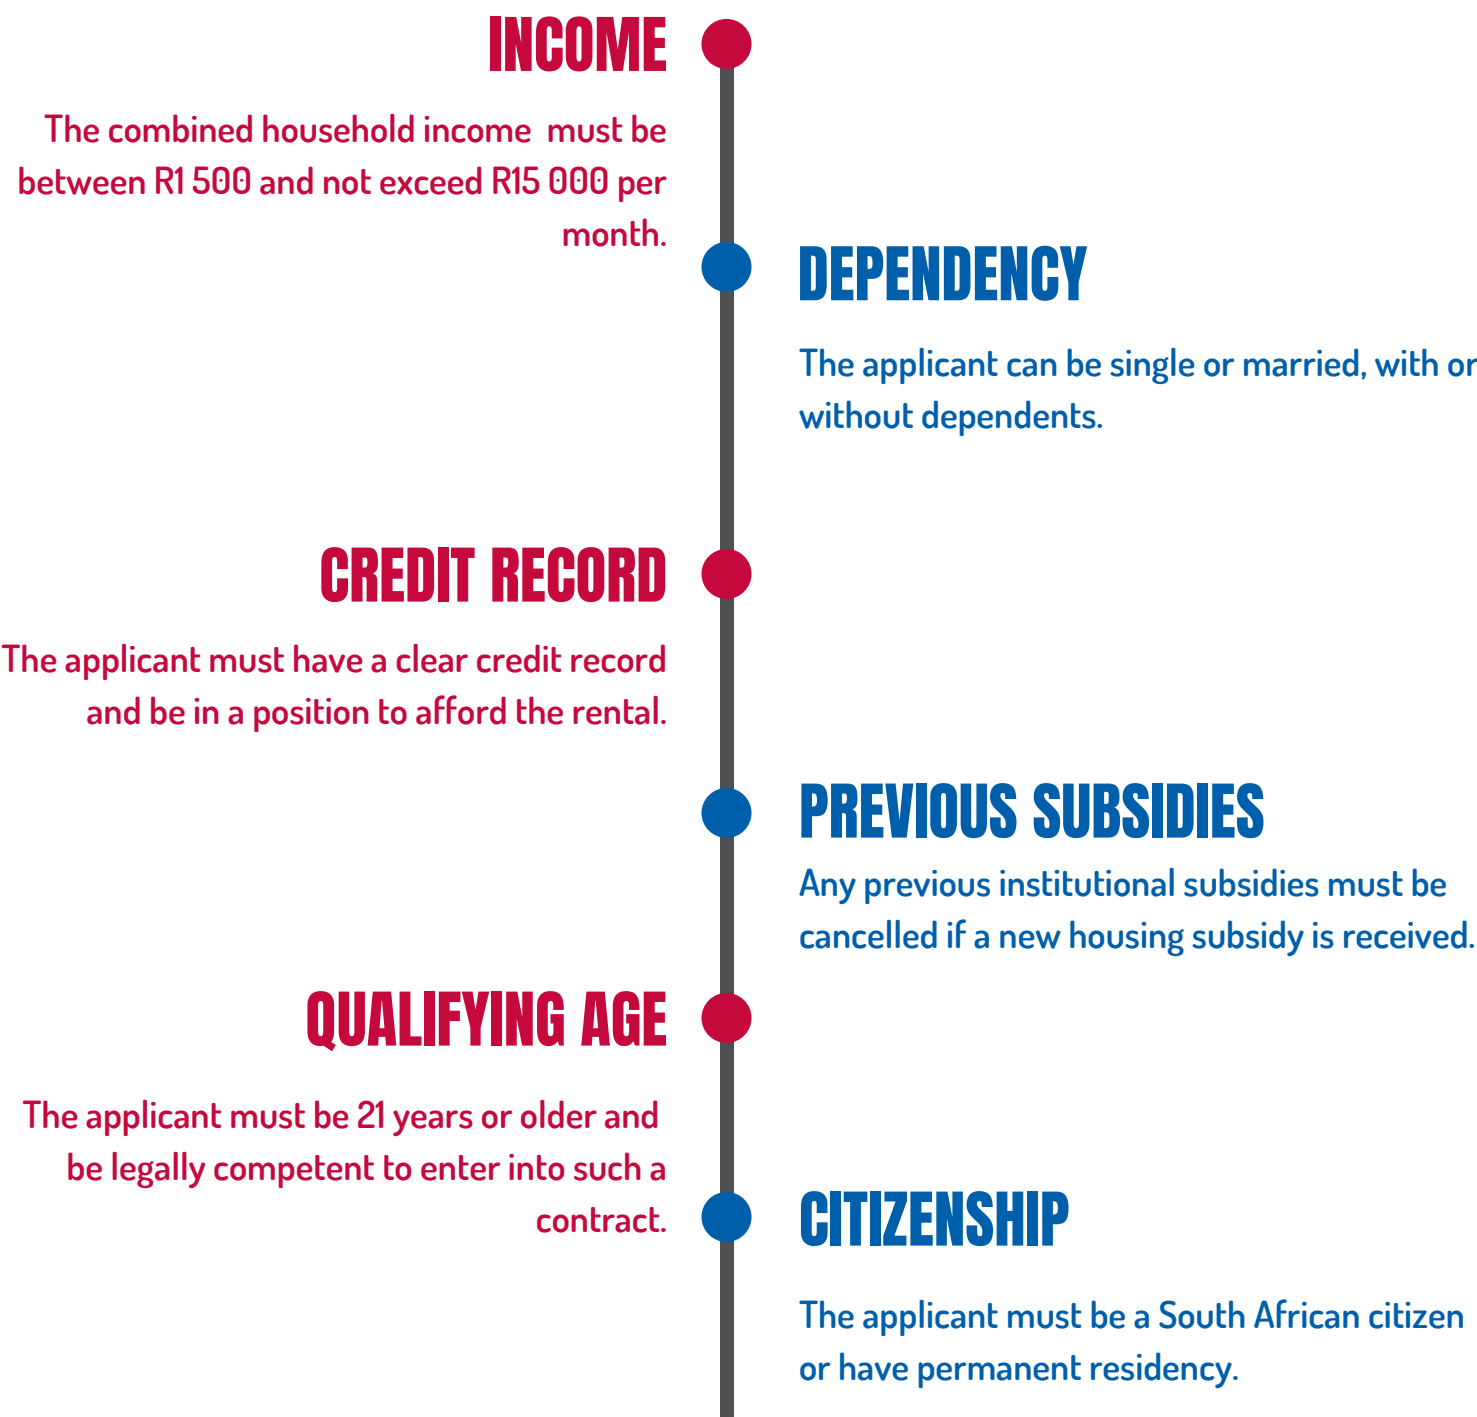 INCOME
The combined household income must be
between R1 500 and not exceed R15 000 per
month.
DEPENDENCY
The applicant can be single or married, with or
without dependents.
CREDIT RECORD
The applicant must have a clear credit record
and be in a position to afford the rental.
PREVIOUS SUBSIDIES
Any previous institutional subsidies must be
cancelled if a new housing subsidy is received.
QUALIFYING AGE
The applicant must be 21 years or older and
be legally competent to enter into such a
contract.
CITIZENSHIP
The applicant must be a South African citizen
or have permanent residency.